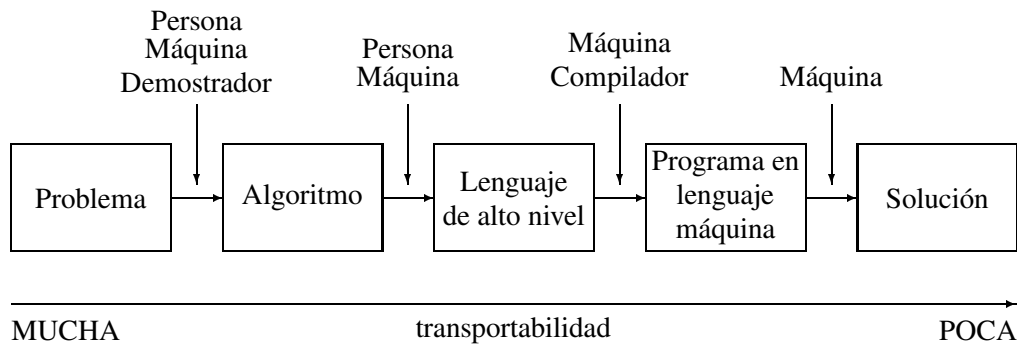 Persona
Máquina
Demostrador
Persona
Máquina
Máquina
Compilador
Máquina
Problema
Algoritmo
Lenguaje
de alto nivel
Programa en
lenguaje
máquina
Solución
MUCHA
transportabilidad
POCA